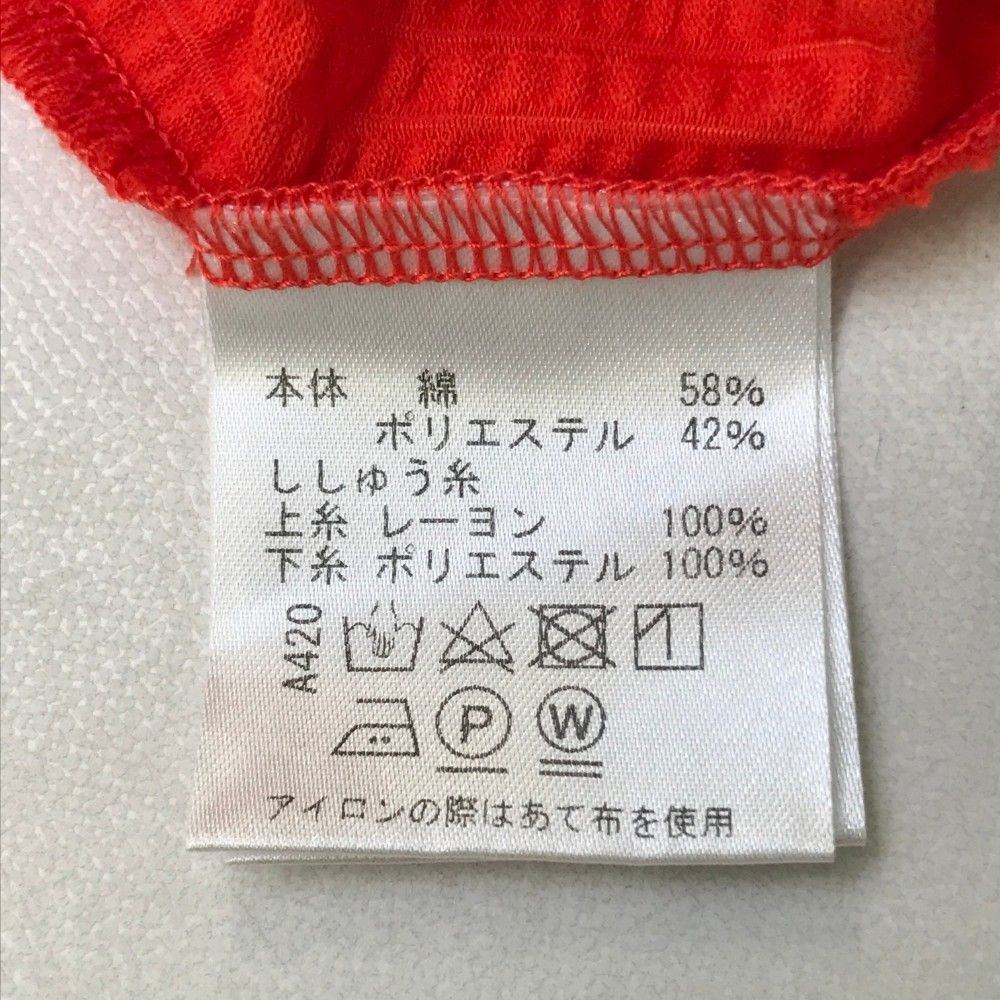 本体 綿 58%
ポリエステル 42%
ししゅう糸
上糸 レーヨン 100%
下糸 ポリエステル 100%
A420
P W
アイロンの際はあて布を使用